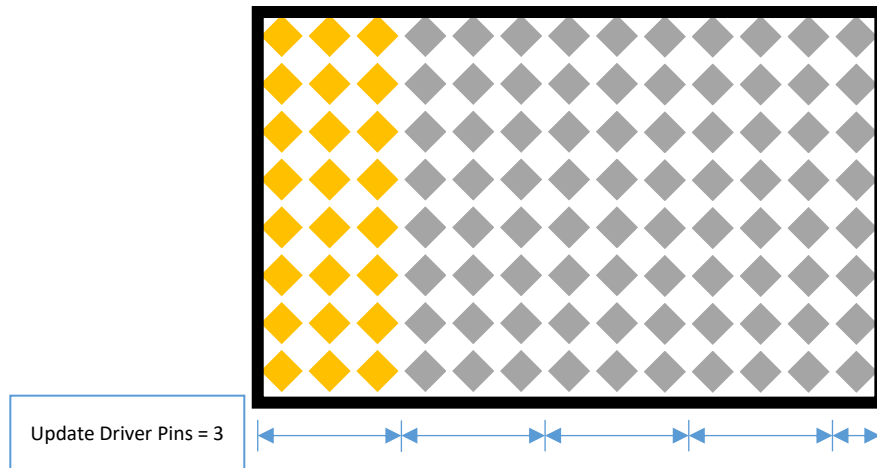 Update Driver Pins = 3